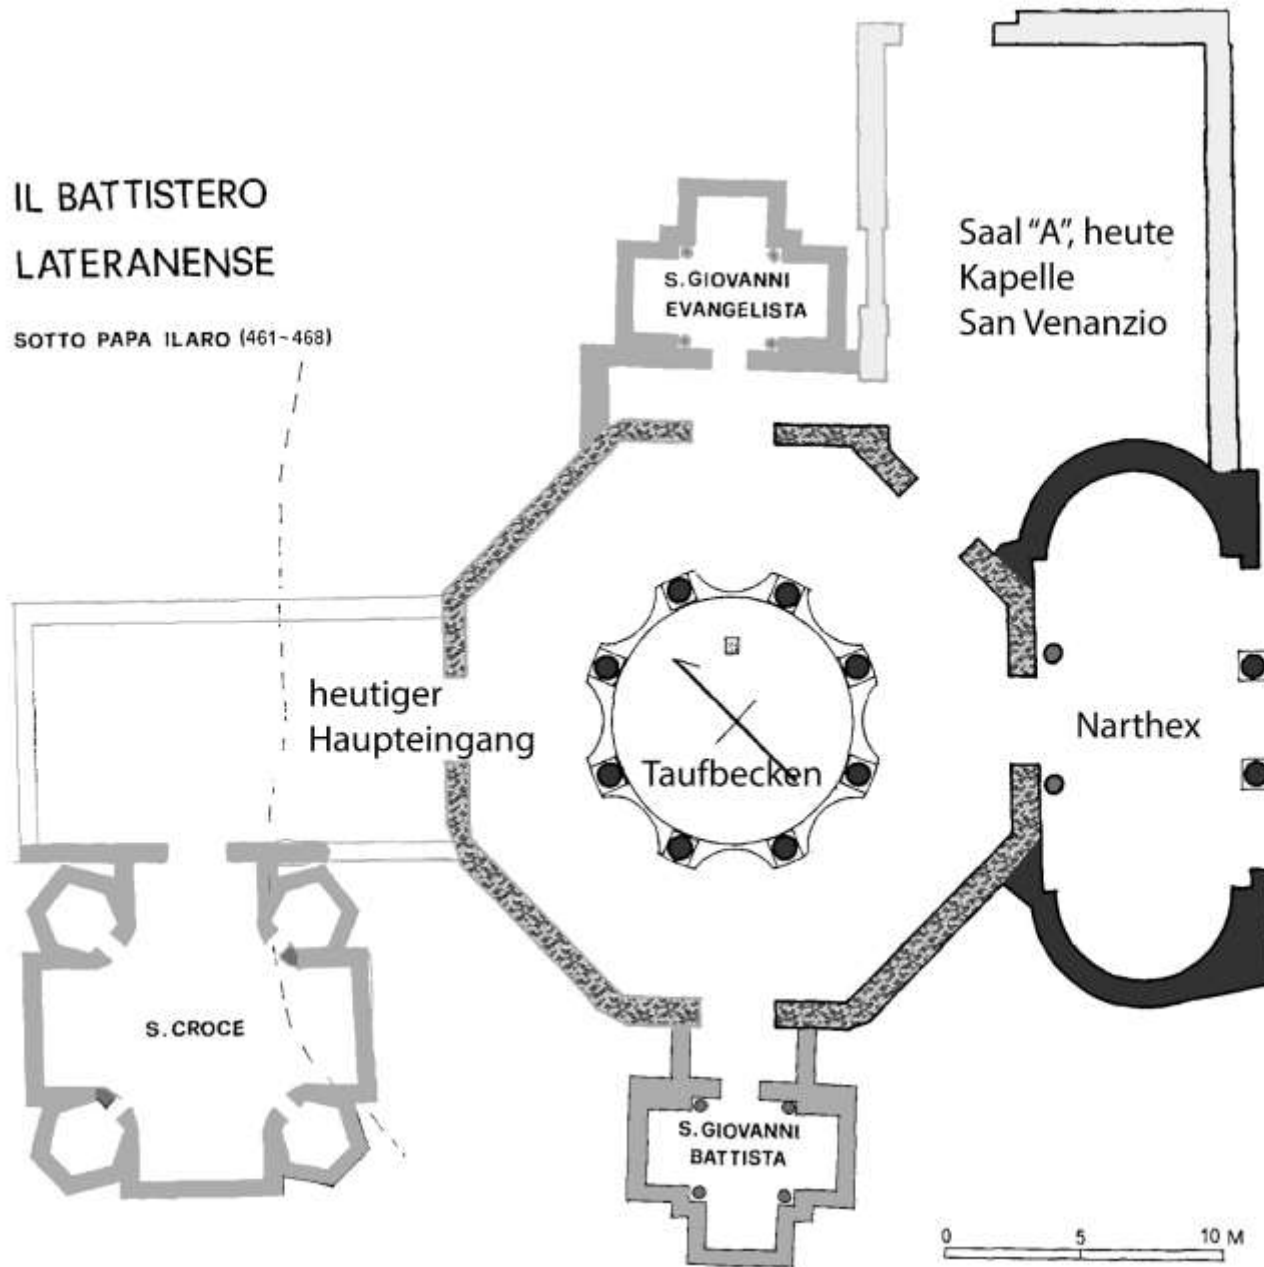 IL BATTISTERO
LATERANENSE
SOTTO PAPA ILARO (461-468)
S. GIOVANNI
EVANGELISTA
Saal "A", heute
Kapelle
San Venanzio
heutiger
Haupteingang
Taufbecken
Narthex
S. CROCE
S. GIOVANNI
BATTISTA
0 5 10 M